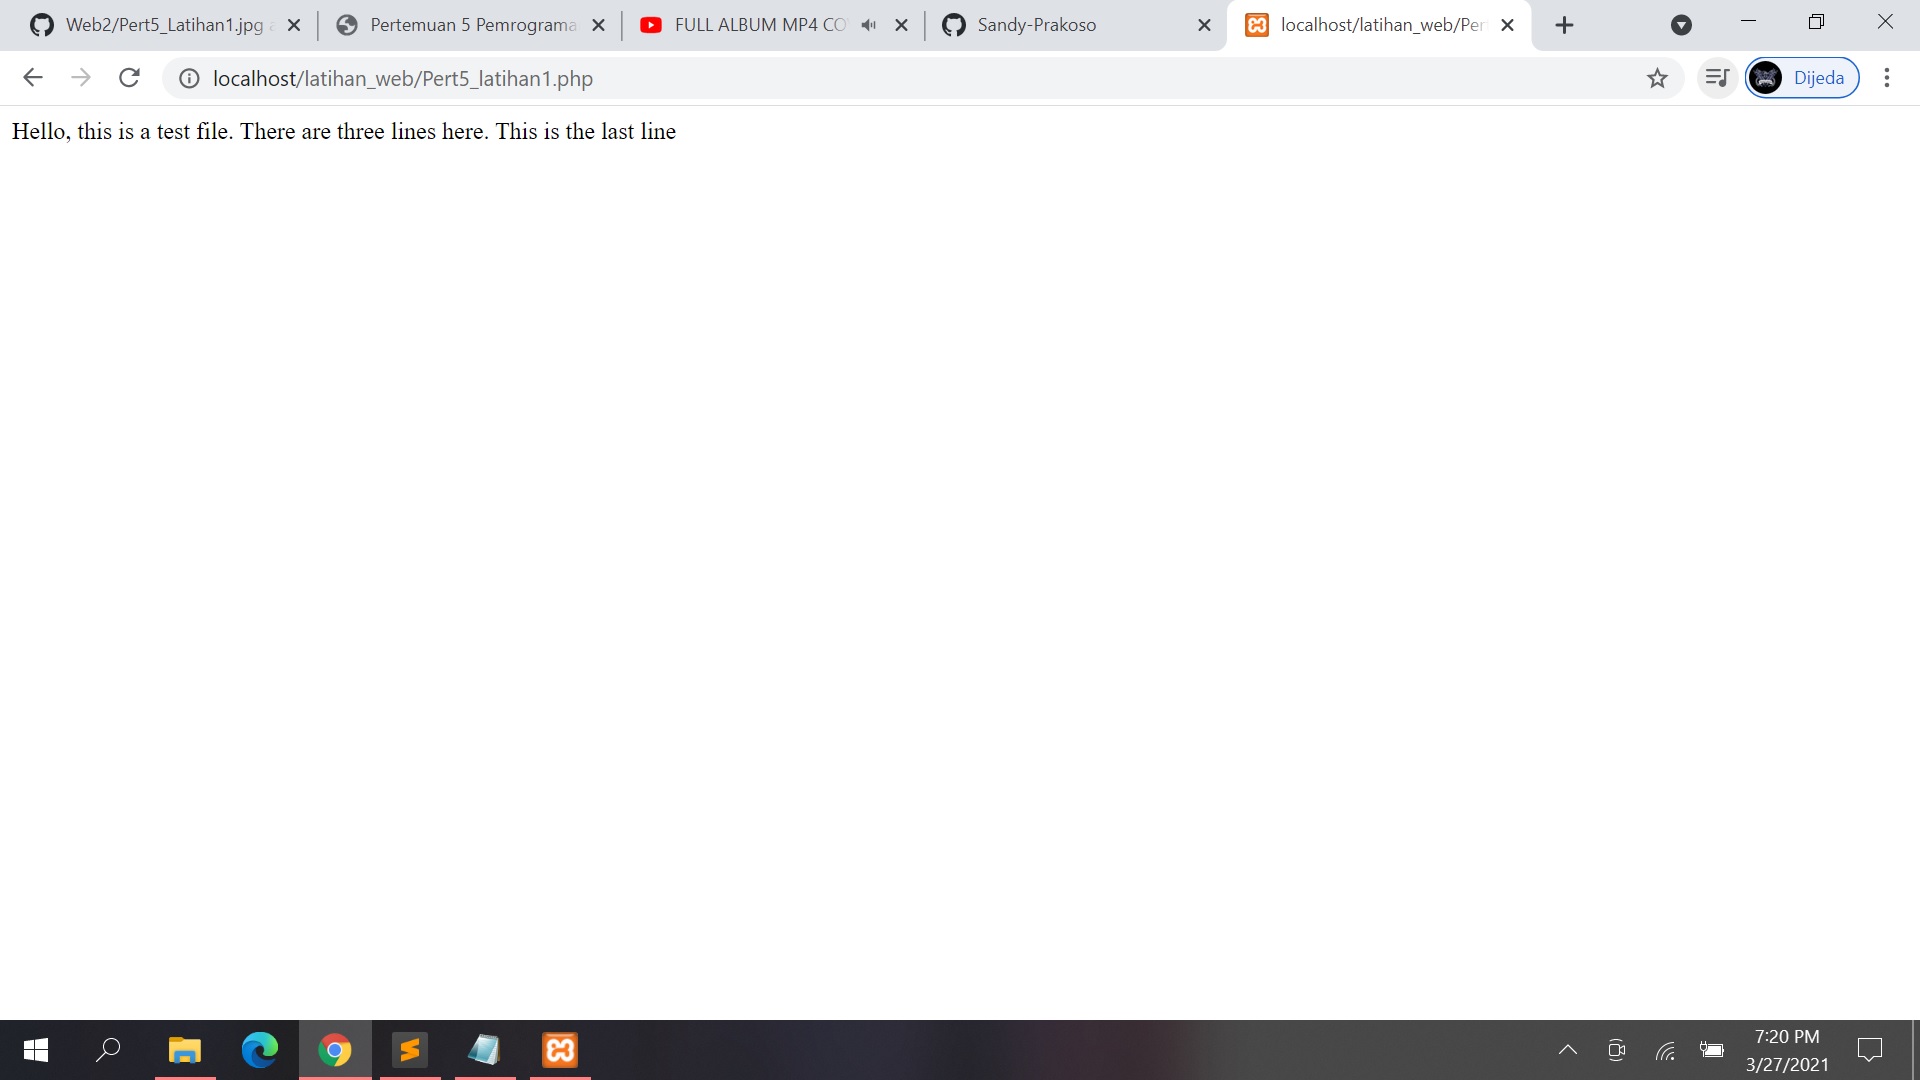 Web2/Pert5_Latihan1.jpg
Pertemuan 5 Pemrograma
FULL ALBUM MP4 CO
Sandy-Prakoso
localhost/latihan_web/Per
localhost/latihan_web/Pert5_latihan1.php
Dijeda
Hello, this is a test file. There are three lines here. This is the last line
7:20 PM
3/27/2021